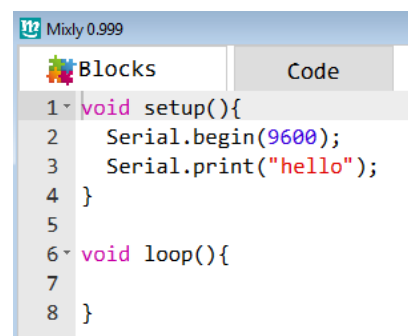 Mixly 0.999
Blocks Code
1 void setup(){
2   Serial.begin(9600);
3   Serial.print("hello");
4 }
5
6 void loop(){
7
8 }